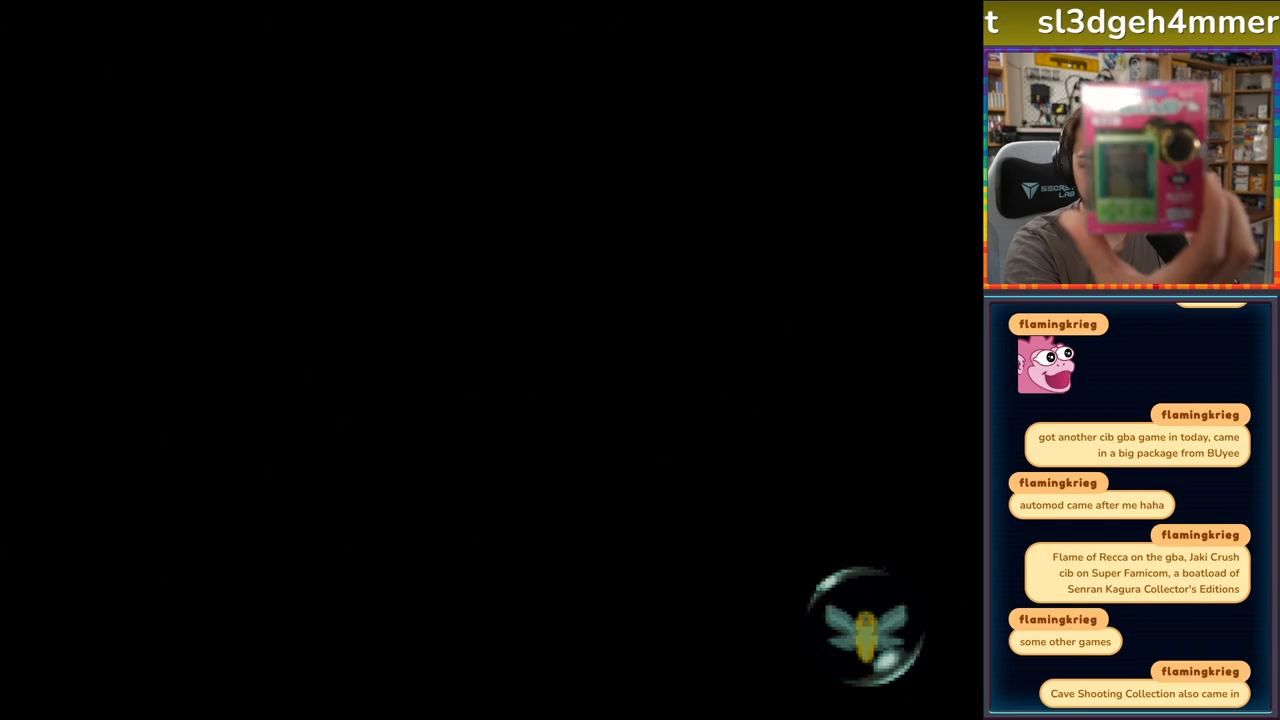 t sl3dgeh4mmer
SECRET
LAB
flamingkrieg
flamingkrieg
got another cib gba game in today, came
in a big package from BUyee
flamingkrieg
automod came after me haha
flamingkrieg
Flame of Recca on the gba, Jaki Crush
cib on Super Famicom, a boatload of
Senran Kagura Collector's Editions
flamingkrieg
some other games
flamingkrieg
Cave Shooting Collection also came in